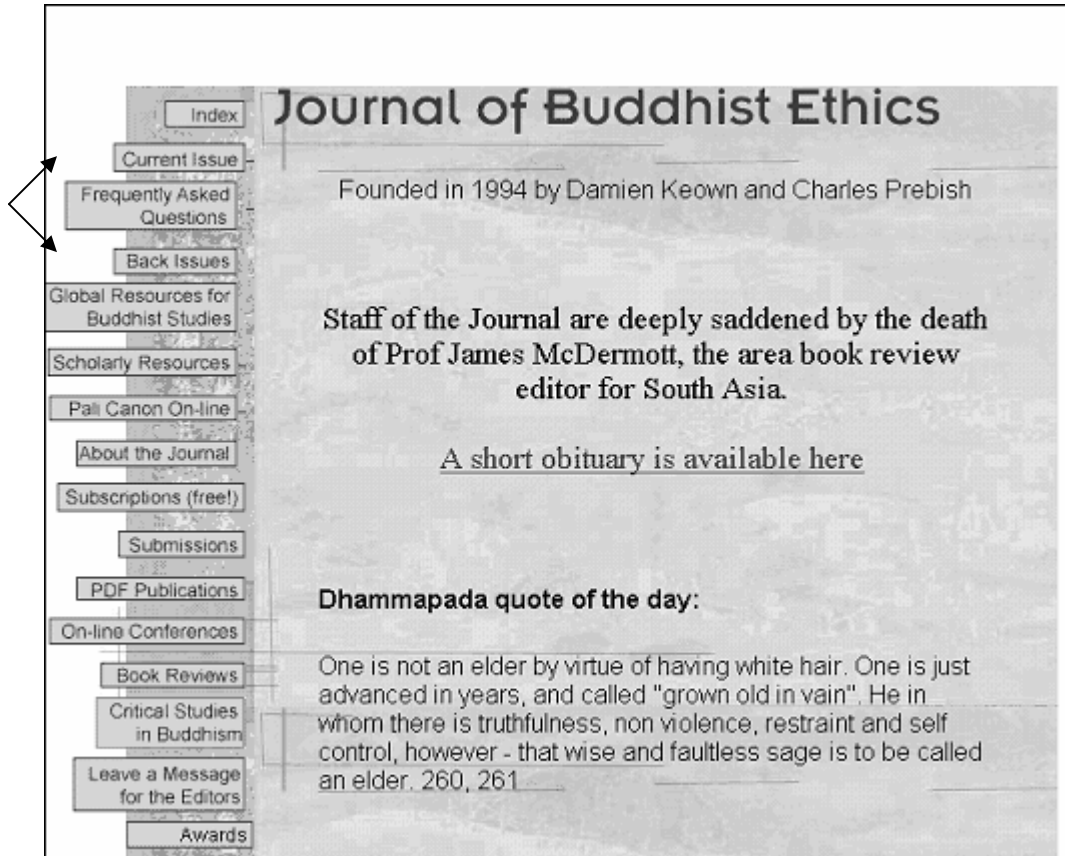 Journal of Buddhist Ethics
Founded in 1994 by Damien Keown and Charles Prebish
Index
Current Issue
Frequently Asked
Questions
Back Issues
Global Resources for
Buddhist Studies
Scholarly Resources
Pali Canon On-line
About the Journal
Subscriptions (free!)
Submissions
PDF Publications
On-line Conferences
Book Reviews
Critical Studies
in Buddhism
Leave a Message
for the Editors
Awards
Staff of the Journal are deeply saddened by the death
of Prof James McDermott, the area book review
editor for South Asia.
A short obituary is available here
Dhammapada quote of the day:
One is not an elder by virtue of having white hair. One is just
advanced in years, and called "grown old in vain". He in
whom there is truthfulness, non violence, restraint and self
control, however - that wise and faultless sage is to be called
an elder. 260, 261